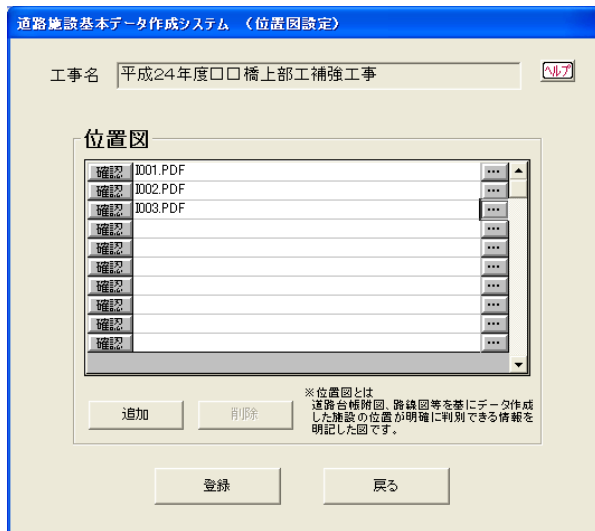 道路施設基本データ作成システム （位置図設定）
工事名 平成24年度口口橋上部工補強工事
ヘルプ
位置図
確認 I001.PDF ...
確認 I002.PDF ...
確認 I003.PDF ...
確認 ...
確認 ...
確認 ...
確認 ...
確認 ...
確認 ...
確認 ...
※位置図とは
道路台帳附図、路線図等を基にデータ作成
した施設の位置が明確に判別できる情報を
明記した図です。
追加 削除
登録 戻る